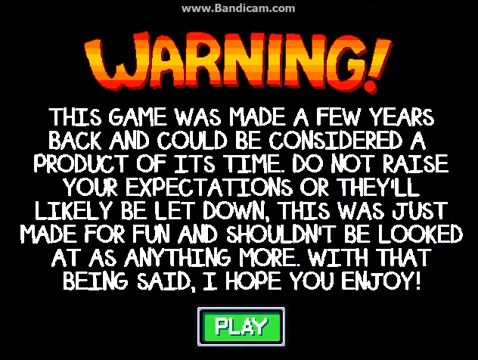 www.Bandicam.com
WARNING!
THIS GAME WAS MADE A FEW YEARS
BACK AND COULD BE CONSIDERED A
PRODUCT OF ITS TIME. DO NOT RAISE
YOUR EXPECTATIONS OR THEY'LL
LIKELY BE LET DOWN, THIS WAS JUST
MADE FOR FUN AND SHOULDN'T BE LOOKED
AT AS ANYTHING MORE. WITH THAT
BEING SAID, I HOPE YOU ENJOY!
PLAY